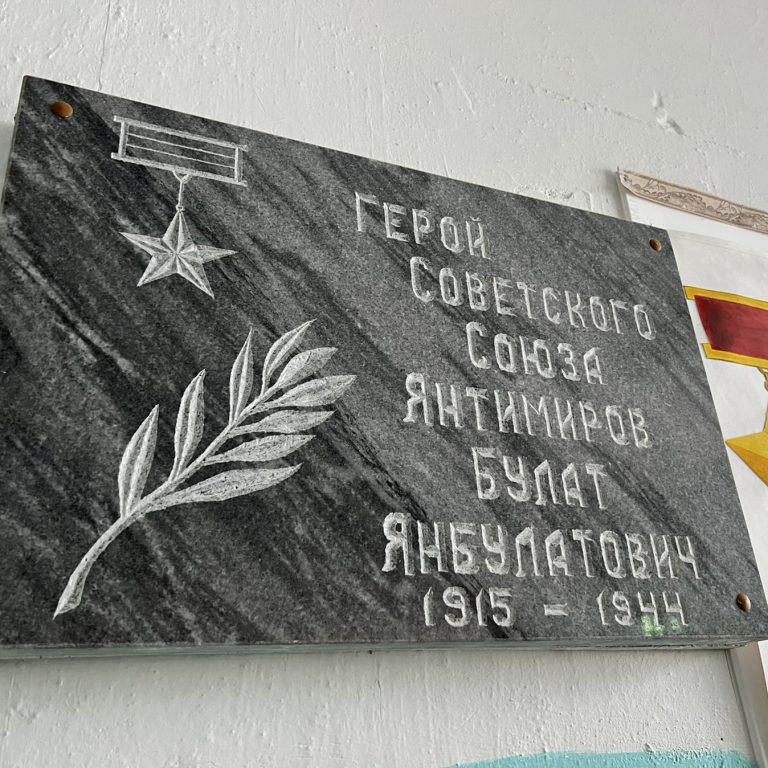 ГЕРОЙ
СОВЕТСКОГО
СОЮЗА
ЯНТИМИРОВ
БУЛАТ
ЯНБУЛАТОВИЧ
1915 - 1944